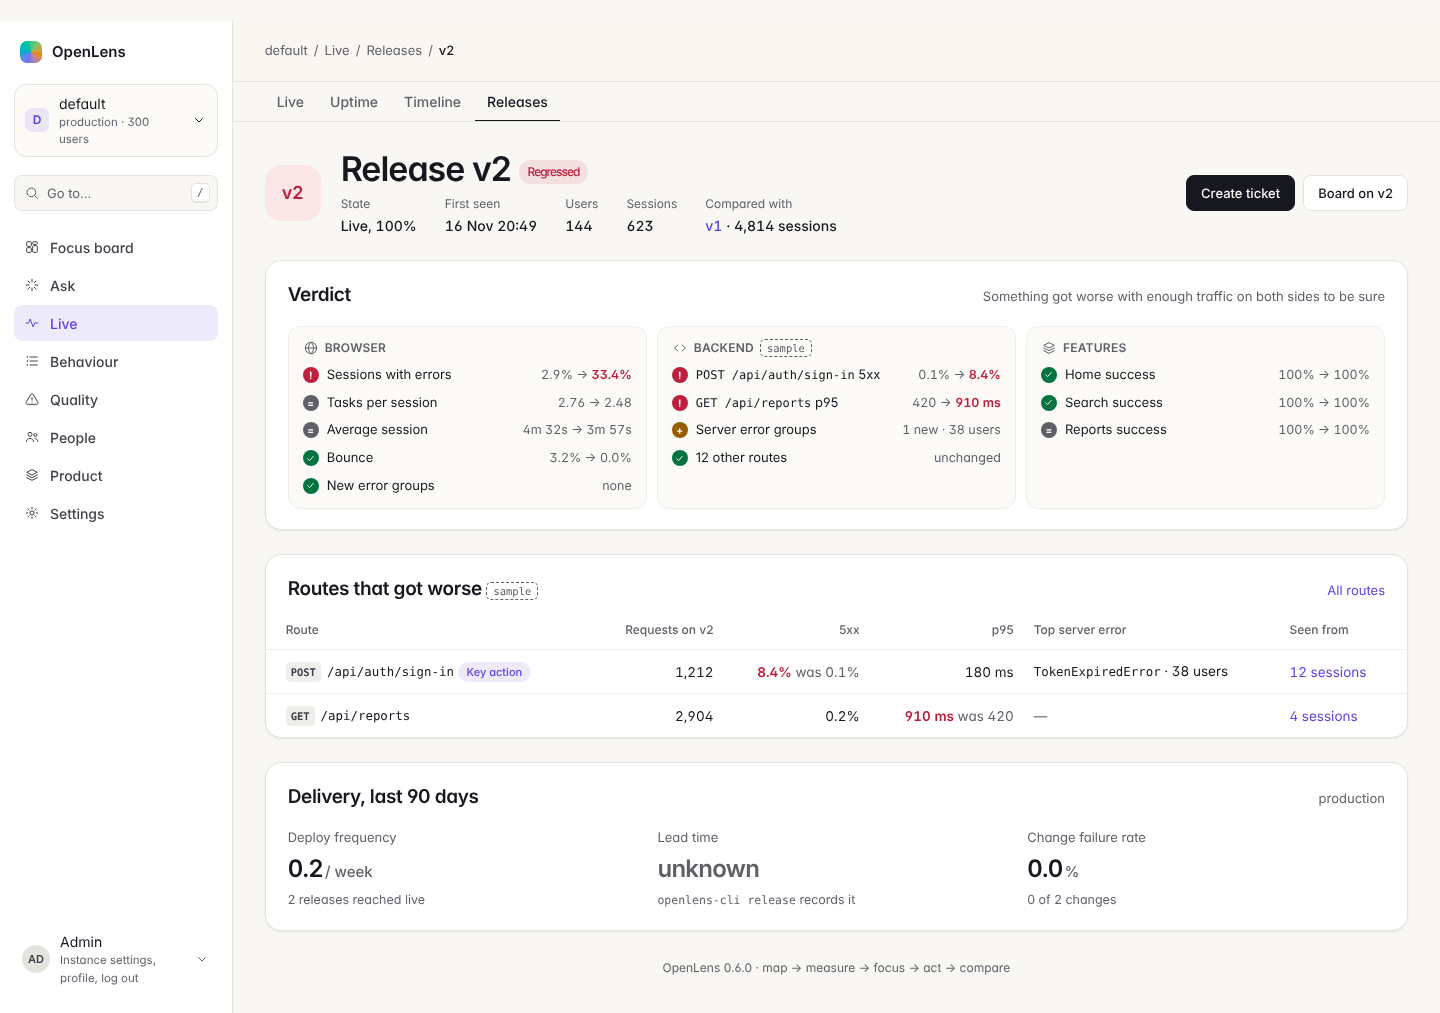 OpenLens
D
default
production · 300
users
Go to...
/
Focus board
Ask
Live
Behaviour
Quality
People
Product
Settings
AD
Admin
Instance settings,
profile, log out
default / Live / Releases / v2
Live
Uptime
Timeline
Releases
v2
Release v2
Regressed
State
Live, 100%
First seen
16 Nov 20:49
Users
144
Sessions
623
Compared with
v1 · 4,814 sessions
Create ticket
Board on v2
Verdict
Something got worse with enough traffic on both sides to be sure
BROWSER
! Sessions with errors 2.9% → 33.4%
= Tasks per session 2.76 → 2.48
= Average session 4m 32s → 3m 57s
Bounce 3.2% → 0.0%
New error groups none
BACKEND sample
! POST /api/auth/sign-in 5xx 0.1% → 8.4%
! GET /api/reports p95 420 → 910 ms
+ Server error groups 1 new · 38 users
12 other routes unchanged
FEATURES
Home success 100% → 100%
Search success 100% → 100%
= Reports success 100% → 100%
Routes that got worse sample
All routes
Route Requests on v2 5xx p95 Top server error Seen from
POST /api/auth/sign-in Key action 1,212 8.4% was 0.1% 180 ms TokenExpiredError · 38 users 12 sessions
GET /api/reports 2,904 0.2% 910 ms was 420 — 4 sessions
Delivery, last 90 days
production
Deploy frequency
0.2 / week
2 releases reached live
Lead time
unknown
openlens-cli release records it
Change failure rate
0.0 %
0 of 2 changes
OpenLens 0.6.0 · map → measure → focus → act → compare